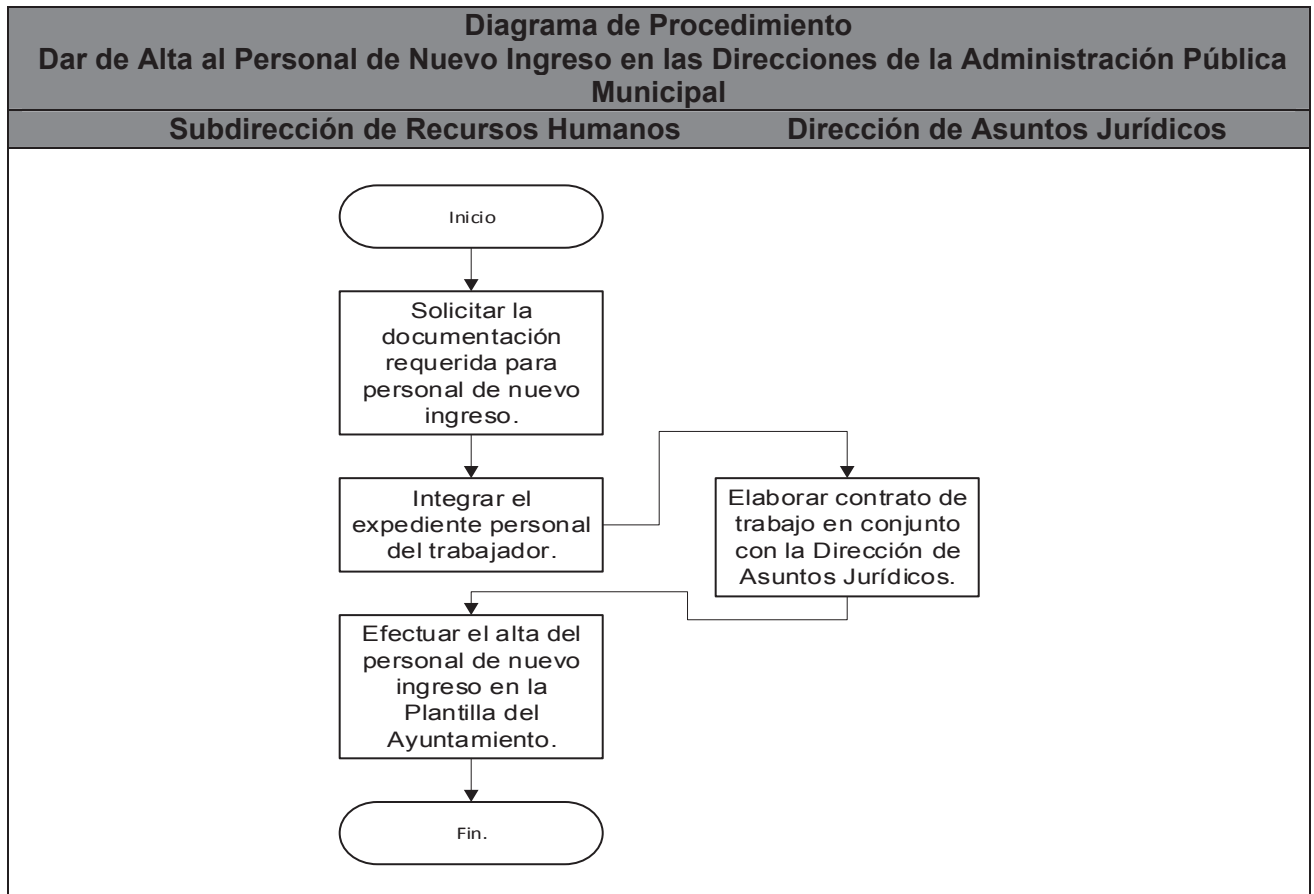 Diagrama de Procedimiento
Dar de Alta al Personal de Nuevo Ingreso en las Direcciones de la Administración Pública
Municipal
Subdirección de Recursos Humanos Dirección de Asuntos Jurídicos
Inicio
Solicitar la
documentación
requerida para
personal de nuevo
ingreso.
Integrar el
expediente personal
del trabajador.
Elaborar contrato de
trabajo en conjunto
con la Dirección de
Asuntos Jurídicos.
Efectuar el alta del
personal de nuevo
ingreso en la
Plantilla del
Ayuntamiento.
Fin.